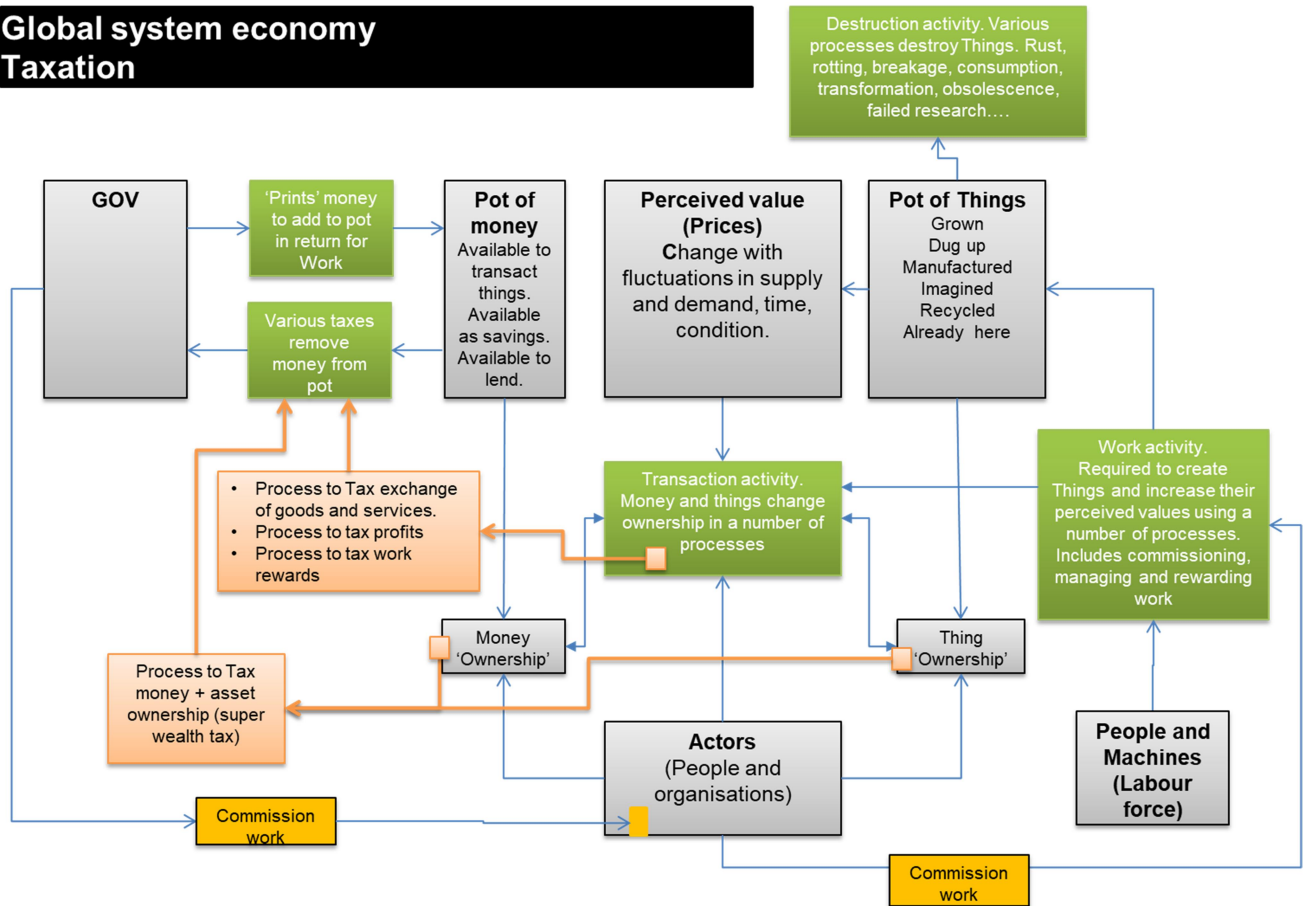 Global system economy
Taxation
Destruction activity. Various
processes destroy Things. Rust,
rotting, breakage, consumption,
transformation, obsolescence,
failed research….
GOV
‘Prints’ money
to add to pot
in return for
Work
Pot of
money
Available to
transact
things.
Available
as savings.
Available to
lend.
Perceived value
(Prices)
Change with
fluctuations in supply
and demand, time,
condition.
Pot of Things
Grown
Dug up
Manufactured
Imagined
Recycled
Already here
Various taxes
remove
money from
pot
• Process to Tax exchange
of goods and services.
• Process to tax profits
• Process to tax work
rewards
Transaction activity.
Money and things change
ownership in a number of
processes
Work activity.
Required to create
Things and increase their
perceived values using a
number of processes.
Includes commissioning,
managing and rewarding
work
Money
‘Ownership’
Thing
‘Ownership’
Process to Tax
money + asset
ownership (super
wealth tax)
Actors
(People and
organisations)
People and
Machines
(Labour
force)
Commission
work
Commission
work